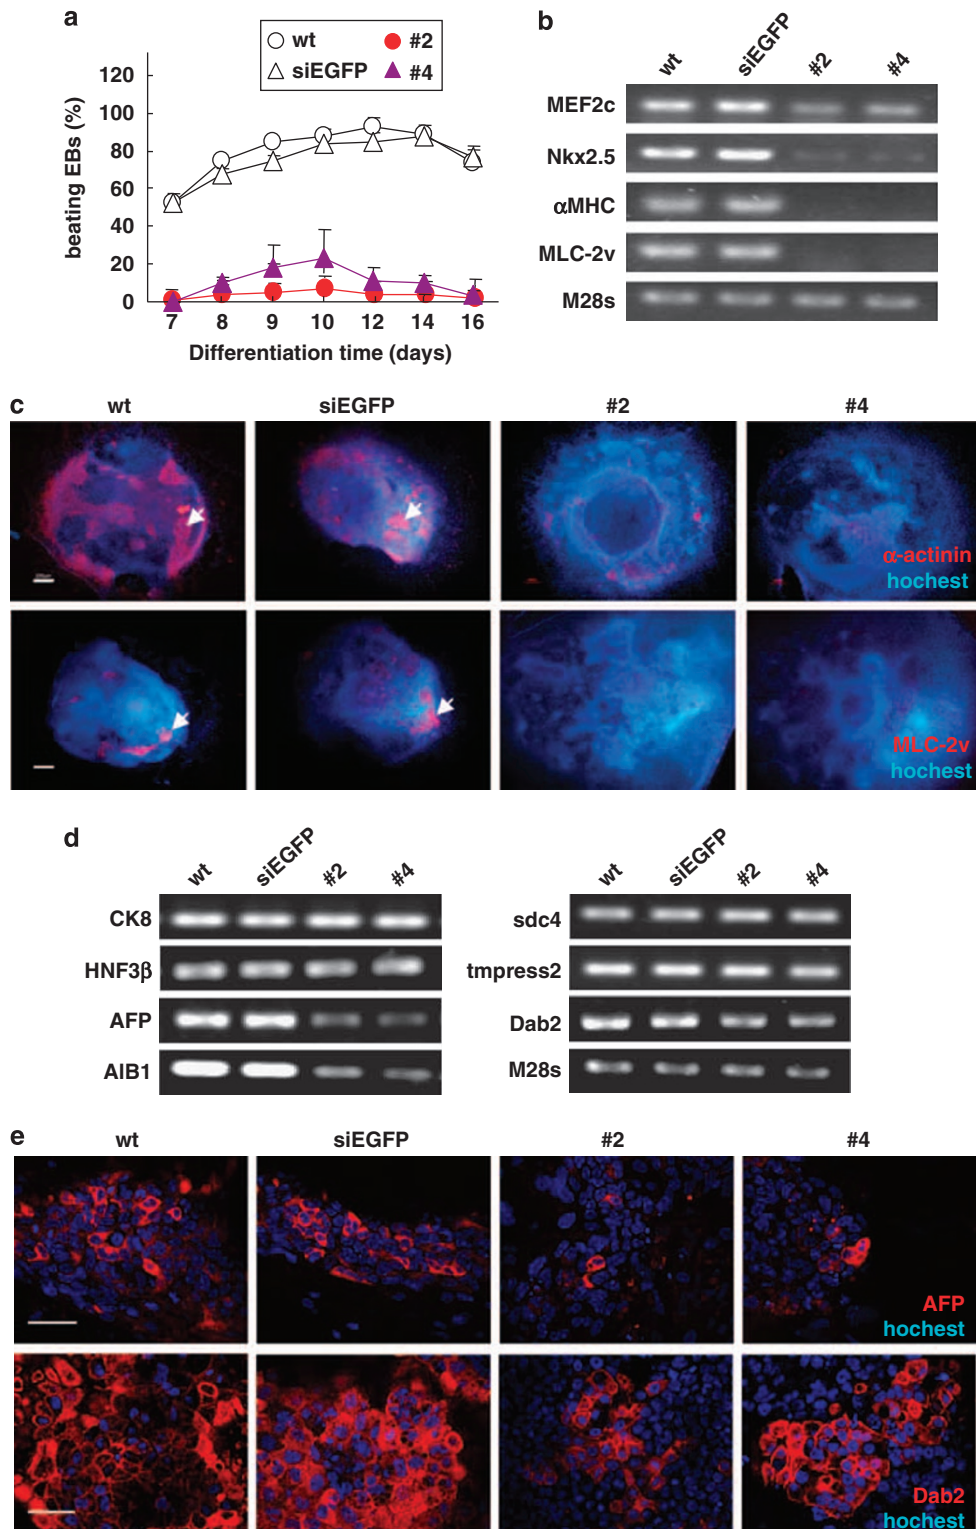 a
wt
#2
siEGFP
#4
beating EBs (%)
120
100
80
60
40
20
0
7 8 9 10 12 14 16
Differentiation time (days)
b
wt siEGFP #2 #4
MEF2c
Nkx2.5
αMHC
MLC-2v
M28s
c
wt siEGFP #2 #4
α-actinin
hochest
MLC-2v
hochest
d
wt siEGFP #2 #4
CK8
HNF3β
AFP
AIB1
wt siEGFP #2 #4
sdc4
tmpress2
Dab2
M28s
e
wt siEGFP #2 #4
AFP
hochest
Dab2
hochest